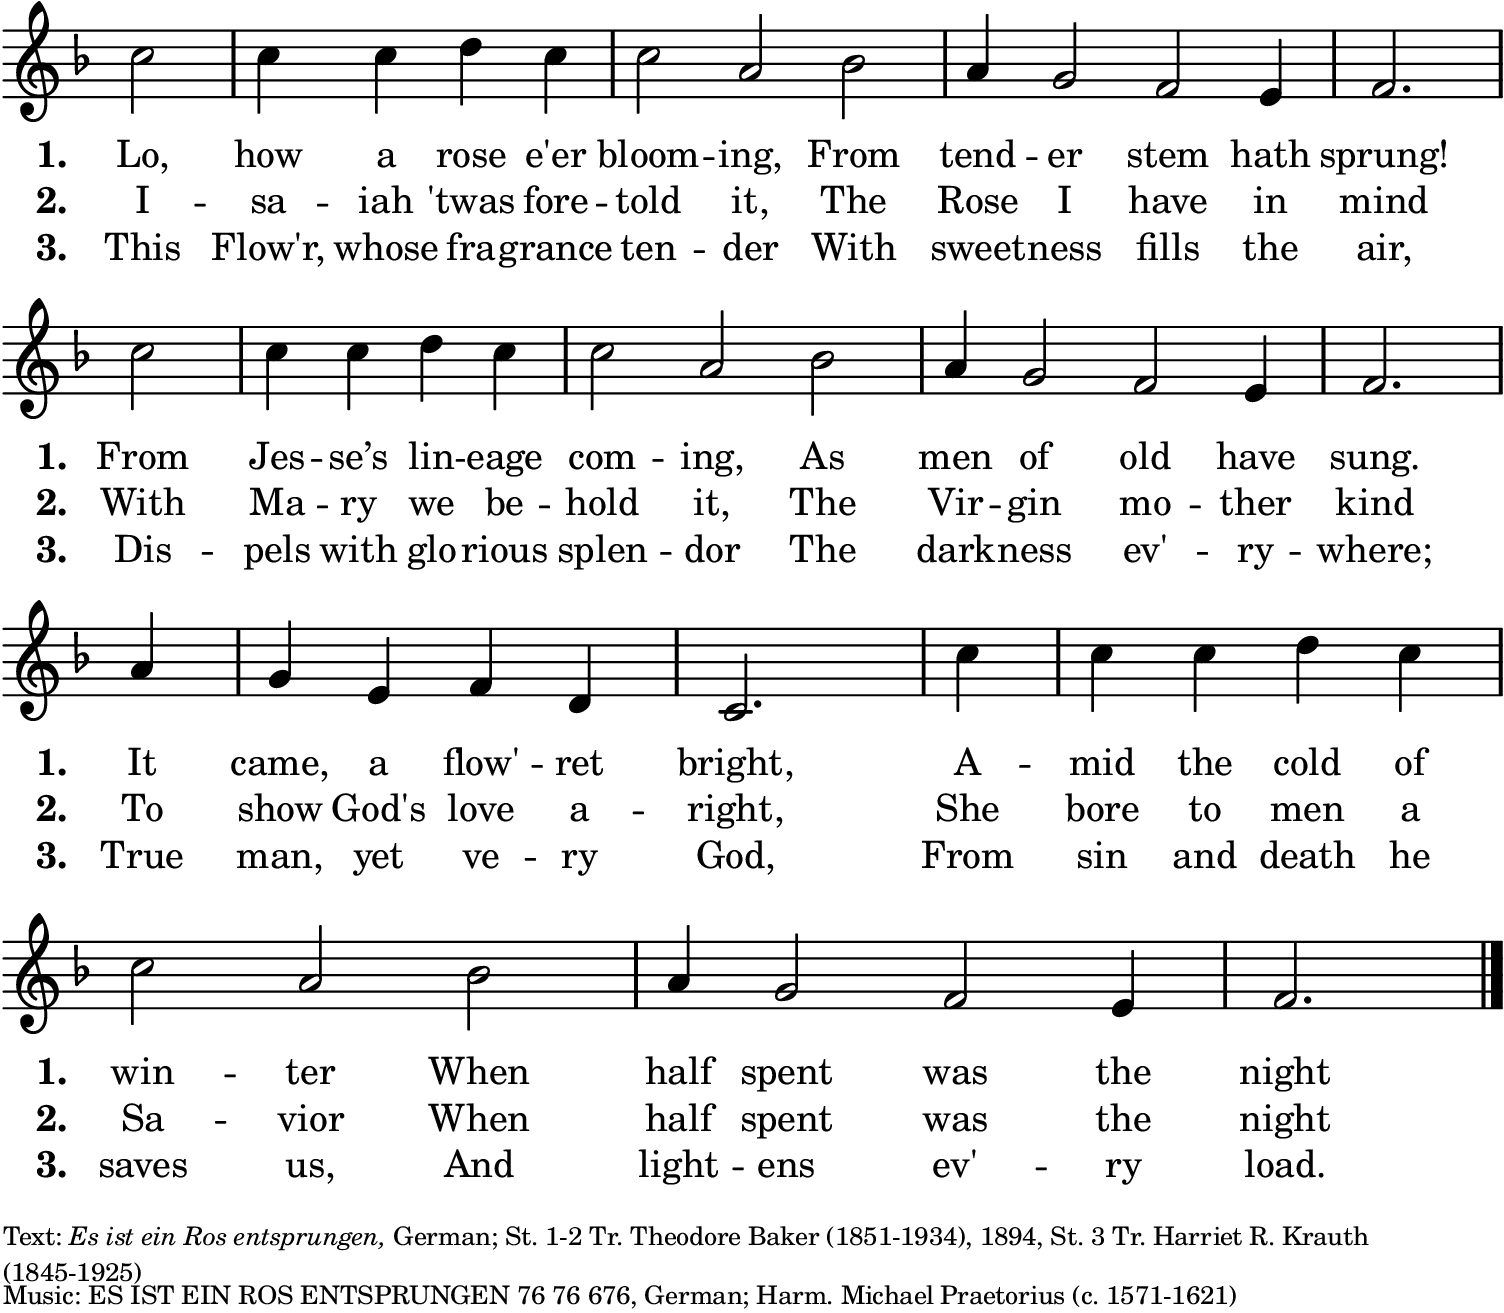 1. Lo, how a rose e'er bloom -- ing, From tend -- er stem hath sprung!
2. I -- sa -- iah 'twas fore -- told it, The Rose I have in mind
3. This Flow'r, whose fragrance ten -- der With sweetness fills the air,
1. From Jes -- se’s lin -- eage com -- ing, As men of old have sung.
2. With Ma -- ry we be -- hold it, The Vir -- gin mo -- ther kind
3. Dis -- pels with glo -- rious splen -- dor The darkness ev' -- ry -- where;
1. It came, a flow' -- ret bright, A -- mid the cold of
2. To show God's love a -- right, She bore to men a
3. True man, yet ve -- ry God, From sin and death he
1. win -- ter When half spent was the night
2. Sa -- vior When half spent was the night
3. saves us, And light -- ens ev' -- ry load.
Text: Es ist ein Ros entsprungen, German; St. 1-2 Tr. Theodore Baker (1851-1934), 1894, St. 3 Tr. Harriet R. Krauth
(1845-1925)
Music: ES IST EIN ROS ENTSPRUNGEN 76 76 676, German; Harm. Michael Praetorius (c. 1571-1621)